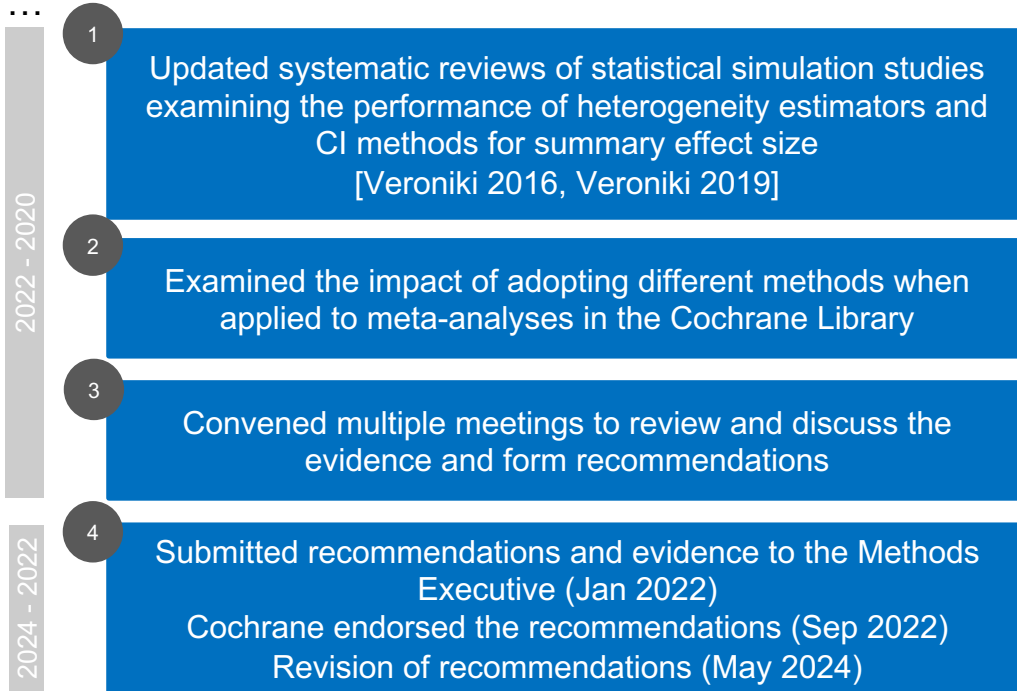 ...
2022 - 2020
1
Updated systematic reviews of statistical simulation studies
examining the performance of heterogeneity estimators and
CI methods for summary effect size
[Veroniki 2016, Veroniki 2019]
2
Examined the impact of adopting different methods when
applied to meta-analyses in the Cochrane Library
3
Convened multiple meetings to review and discuss the
evidence and form recommendations
2024 - 2022
4
Submitted recommendations and evidence to the Methods
Executive (Jan 2022)
Cochrane endorsed the recommendations (Sep 2022)
Revision of recommendations (May 2024)